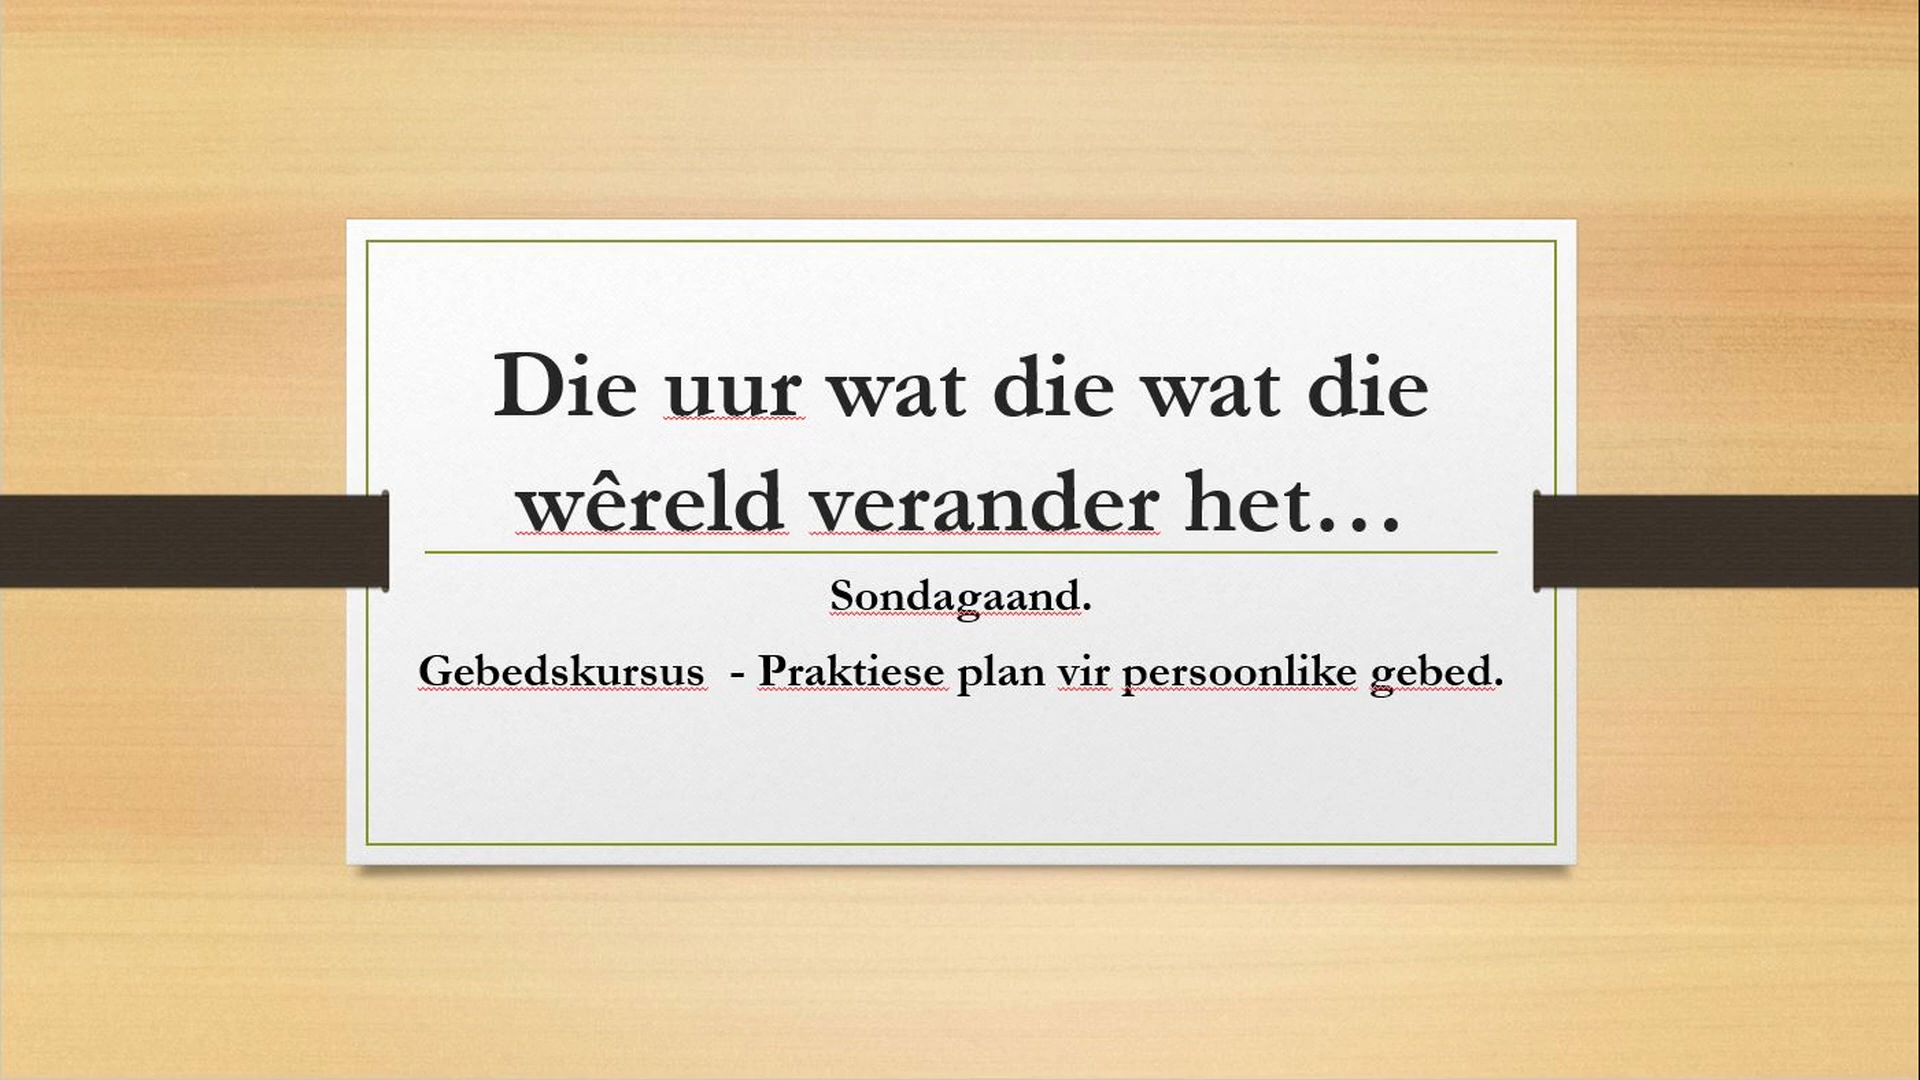 Die uur wat die wat die
wêreld verander het…
Sondagaand.
Gebedskursus  - Praktiese plan vir persoonlike gebed.